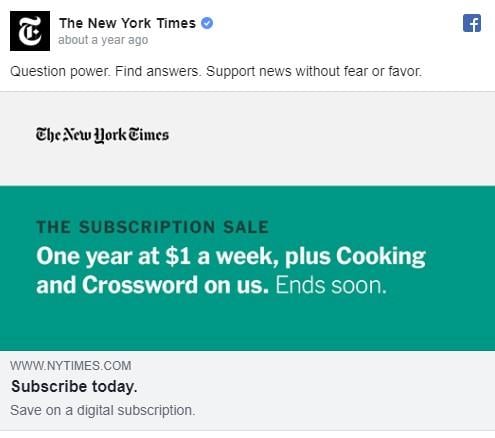 The New York Times
about a year ago
Question power. Find answers. Support news without fear or favor.
The New York Times
THE SUBSCRIPTION SALE
One year at $1 a week, plus Cooking
and Crossword on us. Ends soon.
WWW.NYTIMES.COM
Subscribe today.
Save on a digital subscription.